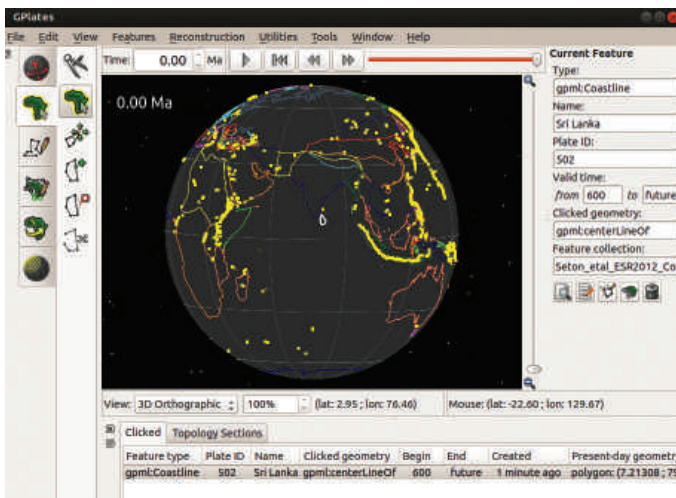 GPlates
File Edit View Features Reconstruction Utilities Tools Window Help
Time: 0.00 Ma
0.00 Ma
Current Feature
Type:
gpml:Coastline
Name:
Sri Lanka
Plate ID:
502
Valid time:
from 600 to future
Clicked geometry:
gpml:centerLineOf
Feature collection:
Seton_etal_ESR2012_Co
View: 3D Orthographic 100% (lat: 2.95 ; lon: 76.46) Mouse: (lat: -22.60 ; lon: 129.67)
Clicked Topology Sections
Feature type Plate ID Name Clicked geometry Begin End Created Present-day geometry
gpml:Coastline 502 Sri Lanka gpml:centerLineOf 600 future 1 minute ago polygon: (7.21308 ; 79